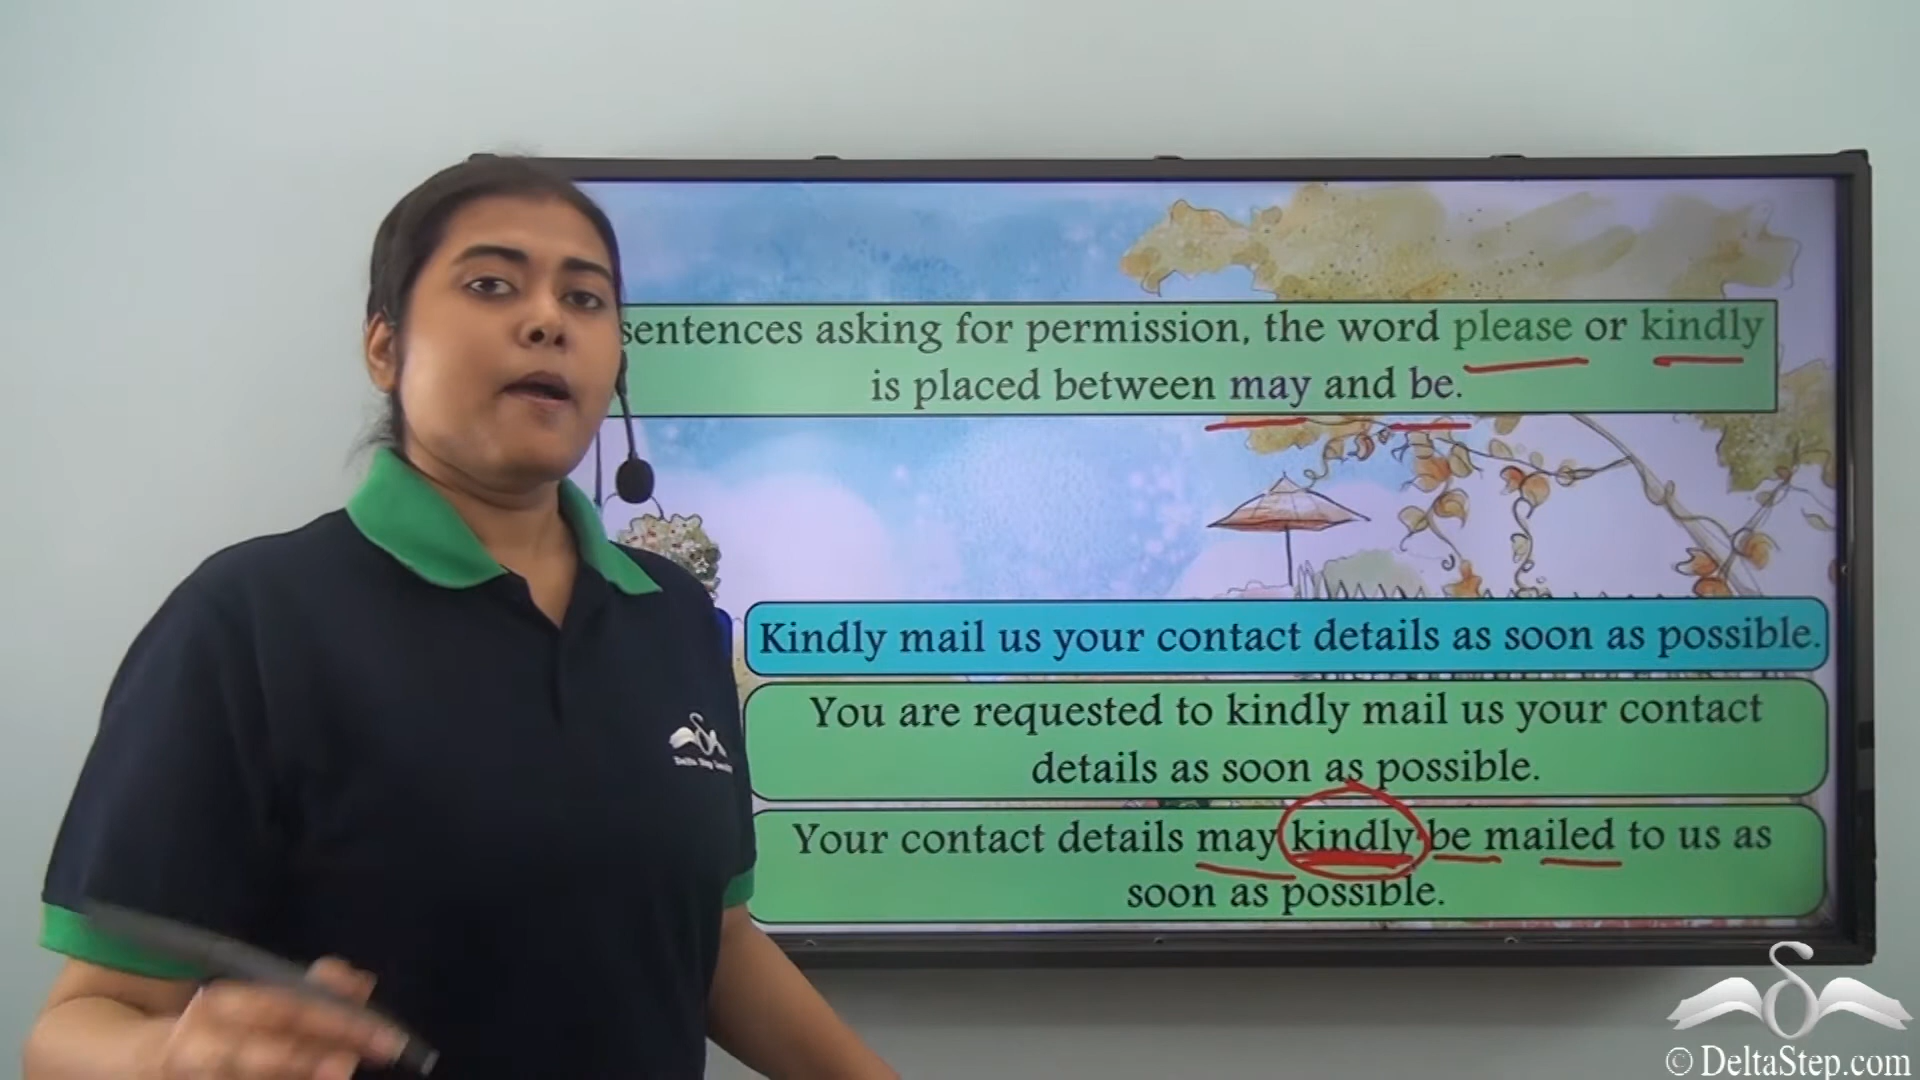 sentences asking for permission, the word please or kindly
is placed between may and be.
Kindly mail us your contact details as soon as possible.
You are requested to kindly mail us your contact
details as soon as possible.
Your contact details may kindly be mailed to us as
soon as possible.
Delta Step
© DeltaStep.com